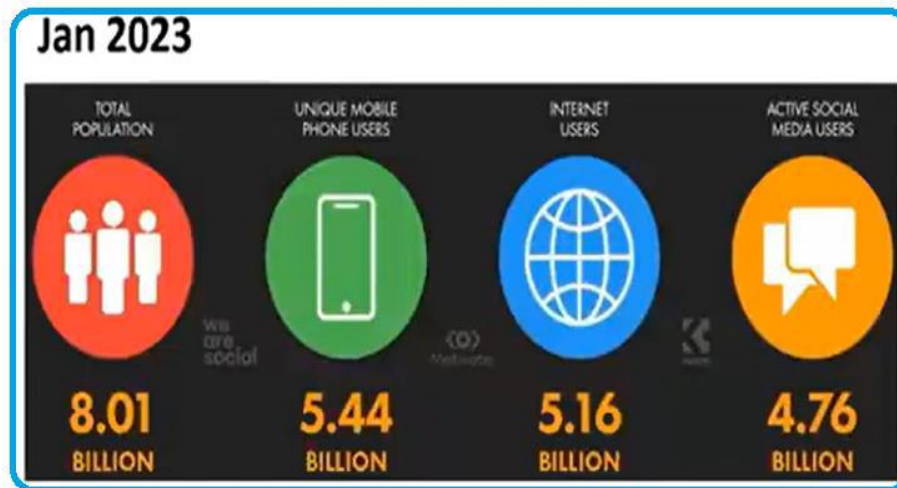 Jan 2023
TOTAL
POPULATION
UNIQUE MOBILE
PHONE USERS
INTERNET
USERS
ACTIVE SOCIAL
MEDIA USERS
we
are
social
8.01
BILLION
5.44
BILLION
5.16
BILLION
4.76
BILLION